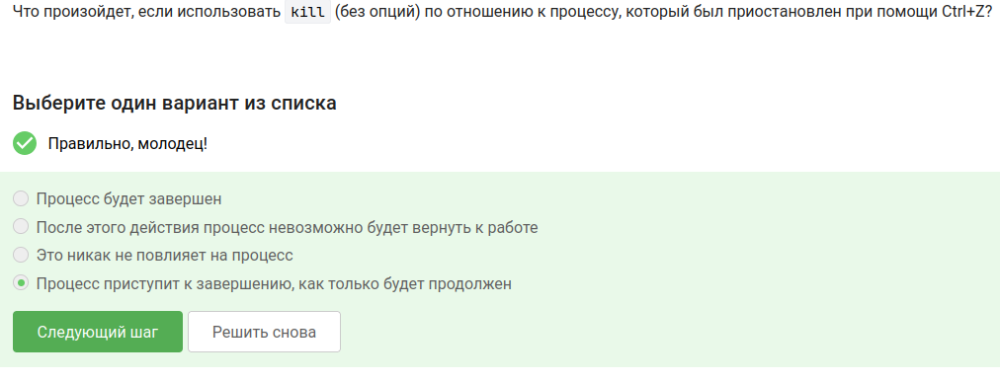 Что произойдет, если использовать kill (без опций) по отношению к процессу, который был приостановлен при помощи Ctrl+Z?
Выберите один вариант из списка
Правильно, молодец!
Процесс будет завершен
После этого действия процесс невозможно будет вернуть к работе
Это никак не повлияет на процесс
Процесс приступит к завершению, как только будет продолжен
Следующий шаг
Решить снова